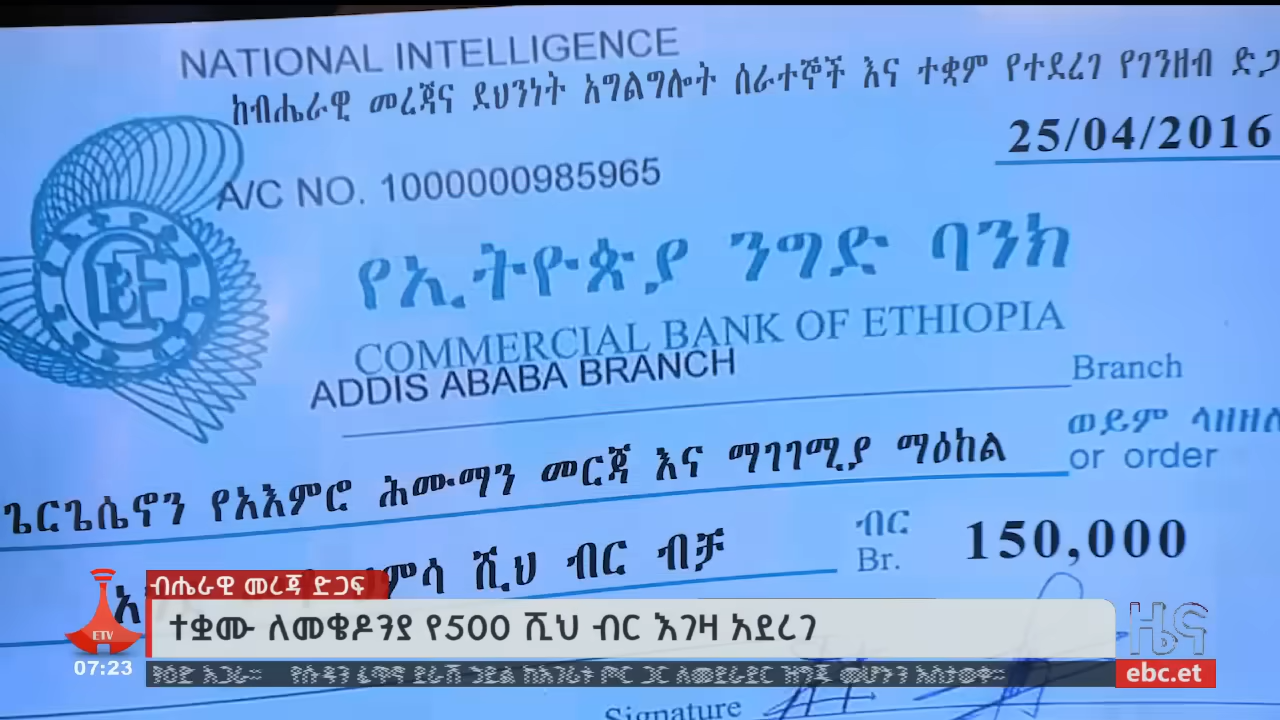 NATIONAL INTELLIGENCE
ከብሔራዊ መረጃና ደህንነት አግልግሎት ሰራተኞች እና ተቋም የተደረገ የገንዘብ ድጋ
25/04/2016
A/C NO. 1000000985965
የኢትዮጵያ ንግድ ባንክ
COMMERCIAL BANK OF ETHIOPIA
ADDIS ABABA BRANCH
Branch
ጌርጌሴኖን የአእምሮ ሕሙማን መርጃ እና ማገገሚያ ማዕከል
ወይም ላዘዘለ
or order
ሺህ ብር ብቻ
ብር
Br.
150,000
ብሔራዊ መረጃ ድጋፍ
ETV
ተቋሙ ለመቄዶንያ የ500 ሺህ ብር እገዛ አደረገ
ዜና
07:23
ebc.et
Signature